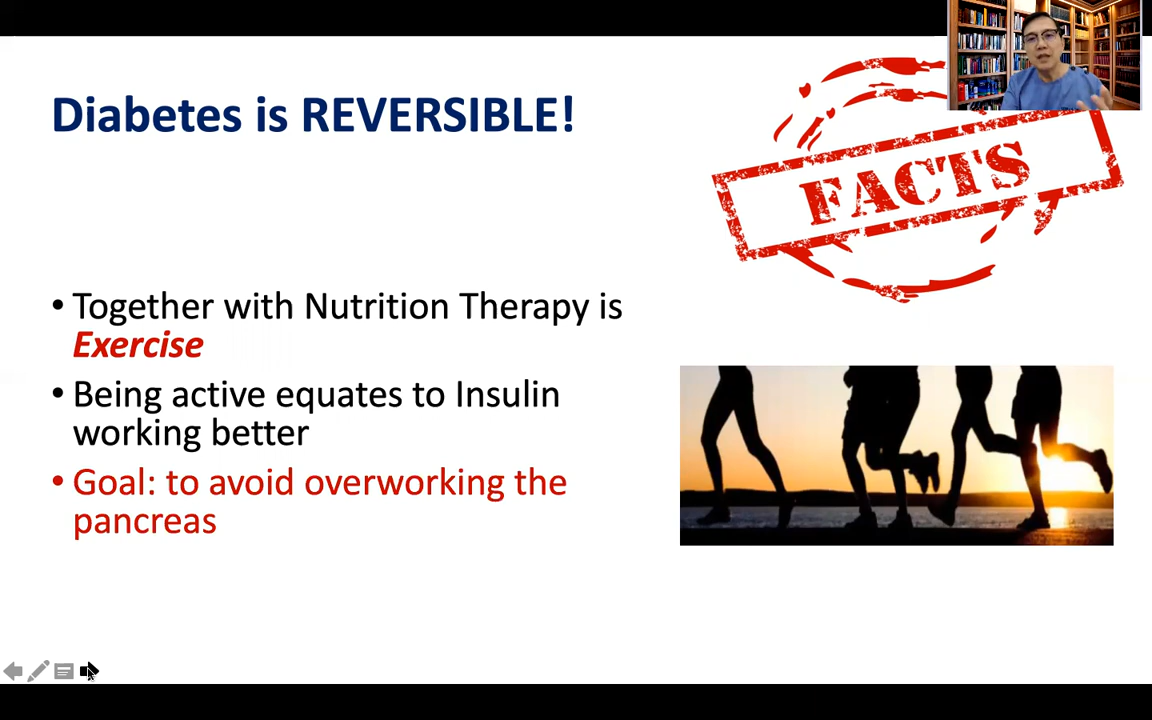 Diabetes is REVERSIBLE!
FACTS
• Together with Nutrition Therapy is
Exercise
• Being active equates to Insulin
working better
• Goal: to avoid overworking the
pancreas